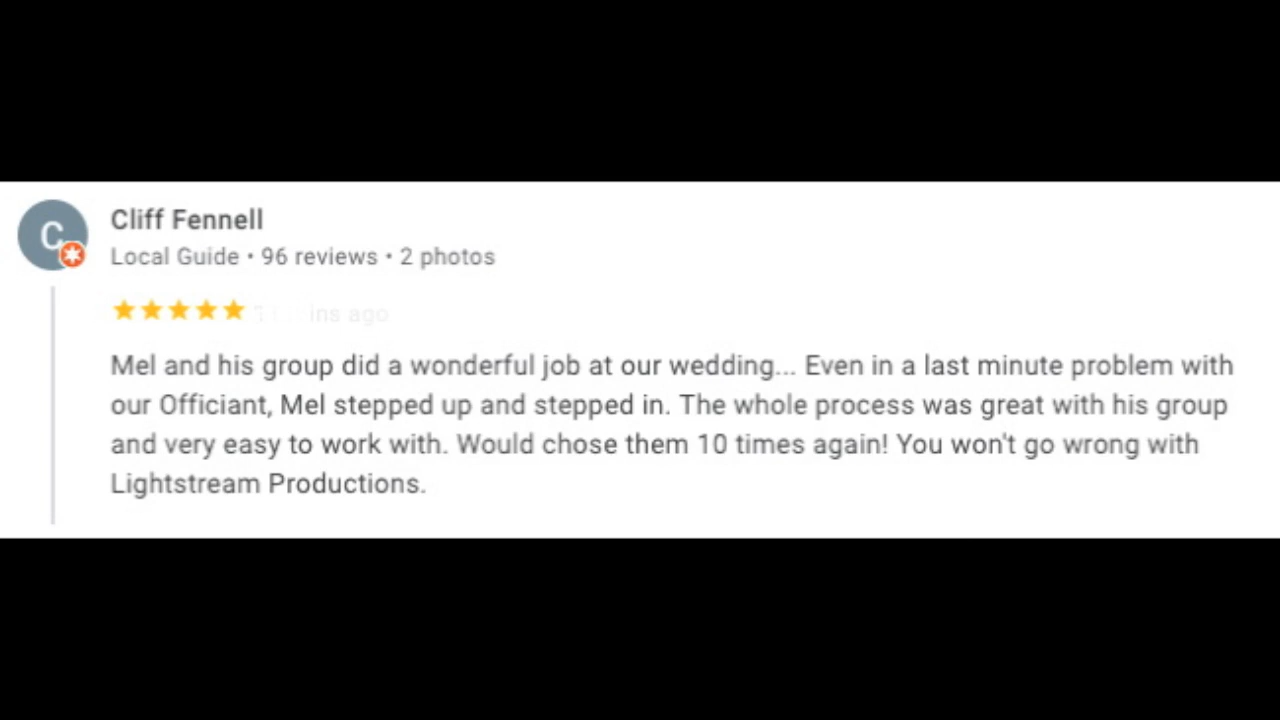 C
Cliff Fennell
Local Guide • 96 reviews • 2 photos
ins ago
Mel and his group did a wonderful job at our wedding... Even in a last minute problem with
our Officiant, Mel stepped up and stepped in. The whole process was great with his group
and very easy to work with. Would chose them 10 times again! You won't go wrong with
Lightstream Productions.